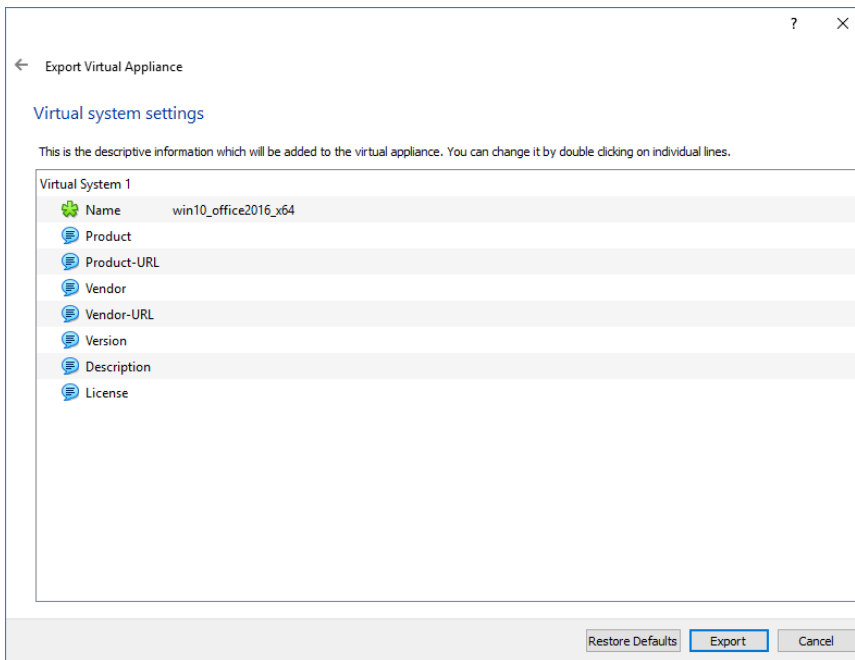 ?
Export Virtual Appliance
Virtual system settings
This is the descriptive information which will be added to the virtual appliance. You can change it by double clicking on individual lines.
Virtual System 1
Name win10_office2016_x64
Product
Product-URL
Vendor
Vendor-URL
Version
Description
License
Restore Defaults Export Cancel